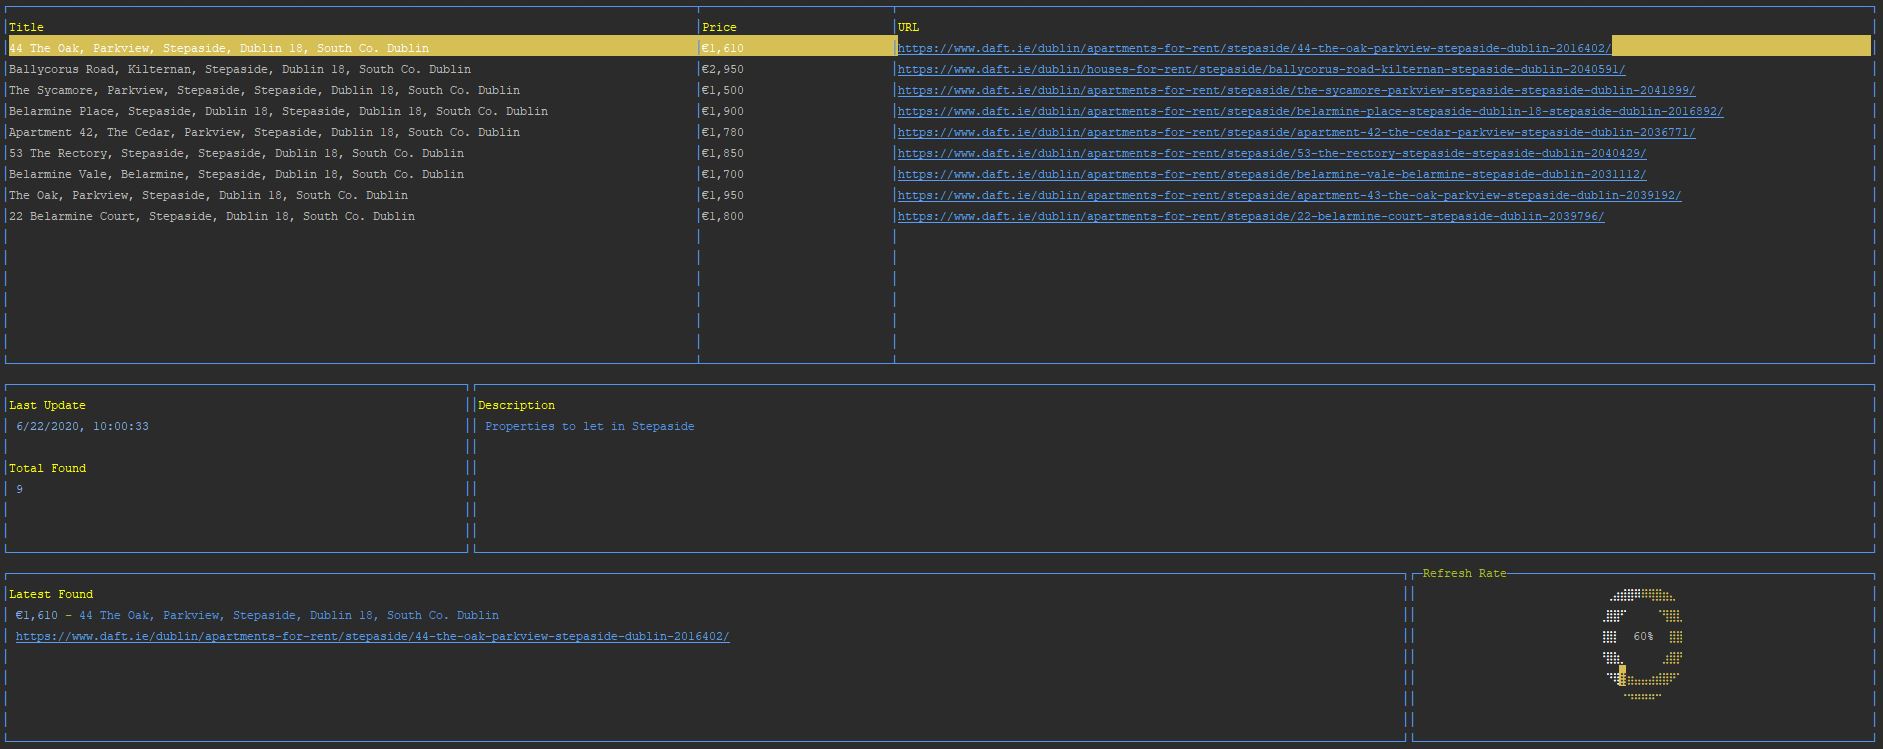 Title Price URL
44 The Oak, Parkview, Stepaside, Dublin 18, South Co. Dublin €1,610 https://www.daft.ie/dublin/apartments-for-rent/stepaside/44-the-oak-parkview-stepaside-dublin-2016402/
Ballycorus Road, Kilternan, Stepaside, Dublin 18, South Co. Dublin €2,950 https://www.daft.ie/dublin/houses-for-rent/stepaside/ballycorus-road-kilternan-stepaside-dublin-2040591/
The Sycamore, Parkview, Stepaside, Stepaside, Dublin 18, South Co. Dublin €1,500 https://www.daft.ie/dublin/apartments-for-rent/stepaside/the-sycamore-parkview-stepaside-stepaside-dublin-2041899/
Belarmine Place, Stepaside, Dublin 18, Stepaside, Dublin 18, South Co. Dublin €1,900 https://www.daft.ie/dublin/apartments-for-rent/stepaside/belarmine-place-stepaside-dublin-18-stepaside-dublin-2016892/
Apartment 42, The Cedar, Parkview, Stepaside, Dublin 18, South Co. Dublin €1,780 https://www.daft.ie/dublin/apartments-for-rent/stepaside/apartment-42-the-cedar-parkview-stepaside-dublin-2036771/
53 The Rectory, Stepaside, Stepaside, Dublin 18, South Co. Dublin €1,850 https://www.daft.ie/dublin/apartments-for-rent/stepaside/53-the-rectory-stepaside-stepaside-dublin-2040429/
Belarmine Vale, Belarmine, Stepaside, Dublin 18, South Co. Dublin €1,700 https://www.daft.ie/dublin/apartments-for-rent/stepaside/belarmine-vale-belarmine-stepaside-dublin-2031112/
The Oak, Parkview, Stepaside, Dublin 18, South Co. Dublin €1,950 https://www.daft.ie/dublin/apartments-for-rent/stepaside/apartment-43-the-oak-parkview-stepaside-dublin-2039192/
22 Belarmine Court, Stepaside, Dublin 18, South Co. Dublin €1,800 https://www.daft.ie/dublin/apartments-for-rent/stepaside/22-belarmine-court-stepaside-dublin-2039796/
Last Update
6/22/2020, 10:00:33
Total Found
9
Description
Properties to let in Stepaside
Latest Found
€1,610 - 44 The Oak, Parkview, Stepaside, Dublin 18, South Co. Dublin
https://www.daft.ie/dublin/apartments-for-rent/stepaside/44-the-oak-parkview-stepaside-dublin-2016402/
Refresh Rate
60%